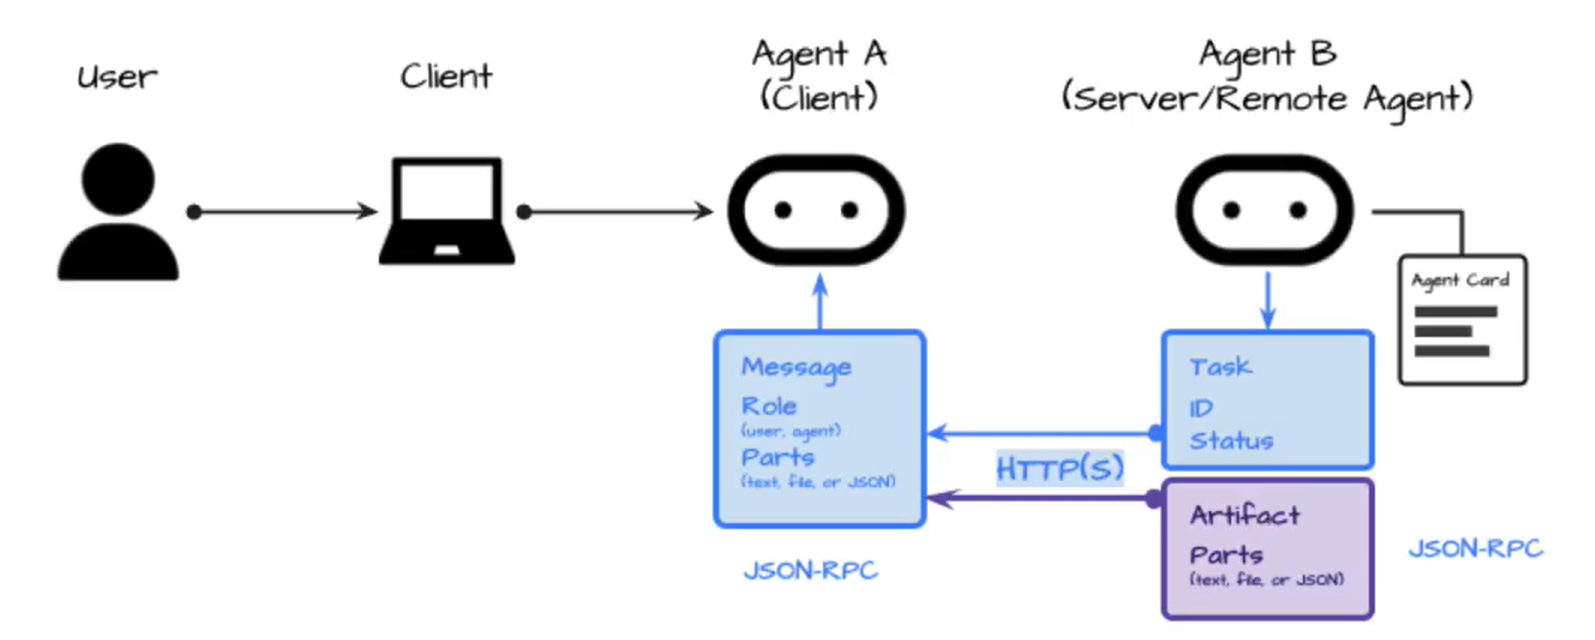 User
Client
Agent A
(Client)
Agent B
(Server/Remote Agent)
Agent Card
Message
Role
(user, agent)
Parts
(text, file, or JSON)
JSON-RPC
HTTP(S)
Task
ID
Status
Artifact
Parts
(text, file, or JSON)
JSON-RPC